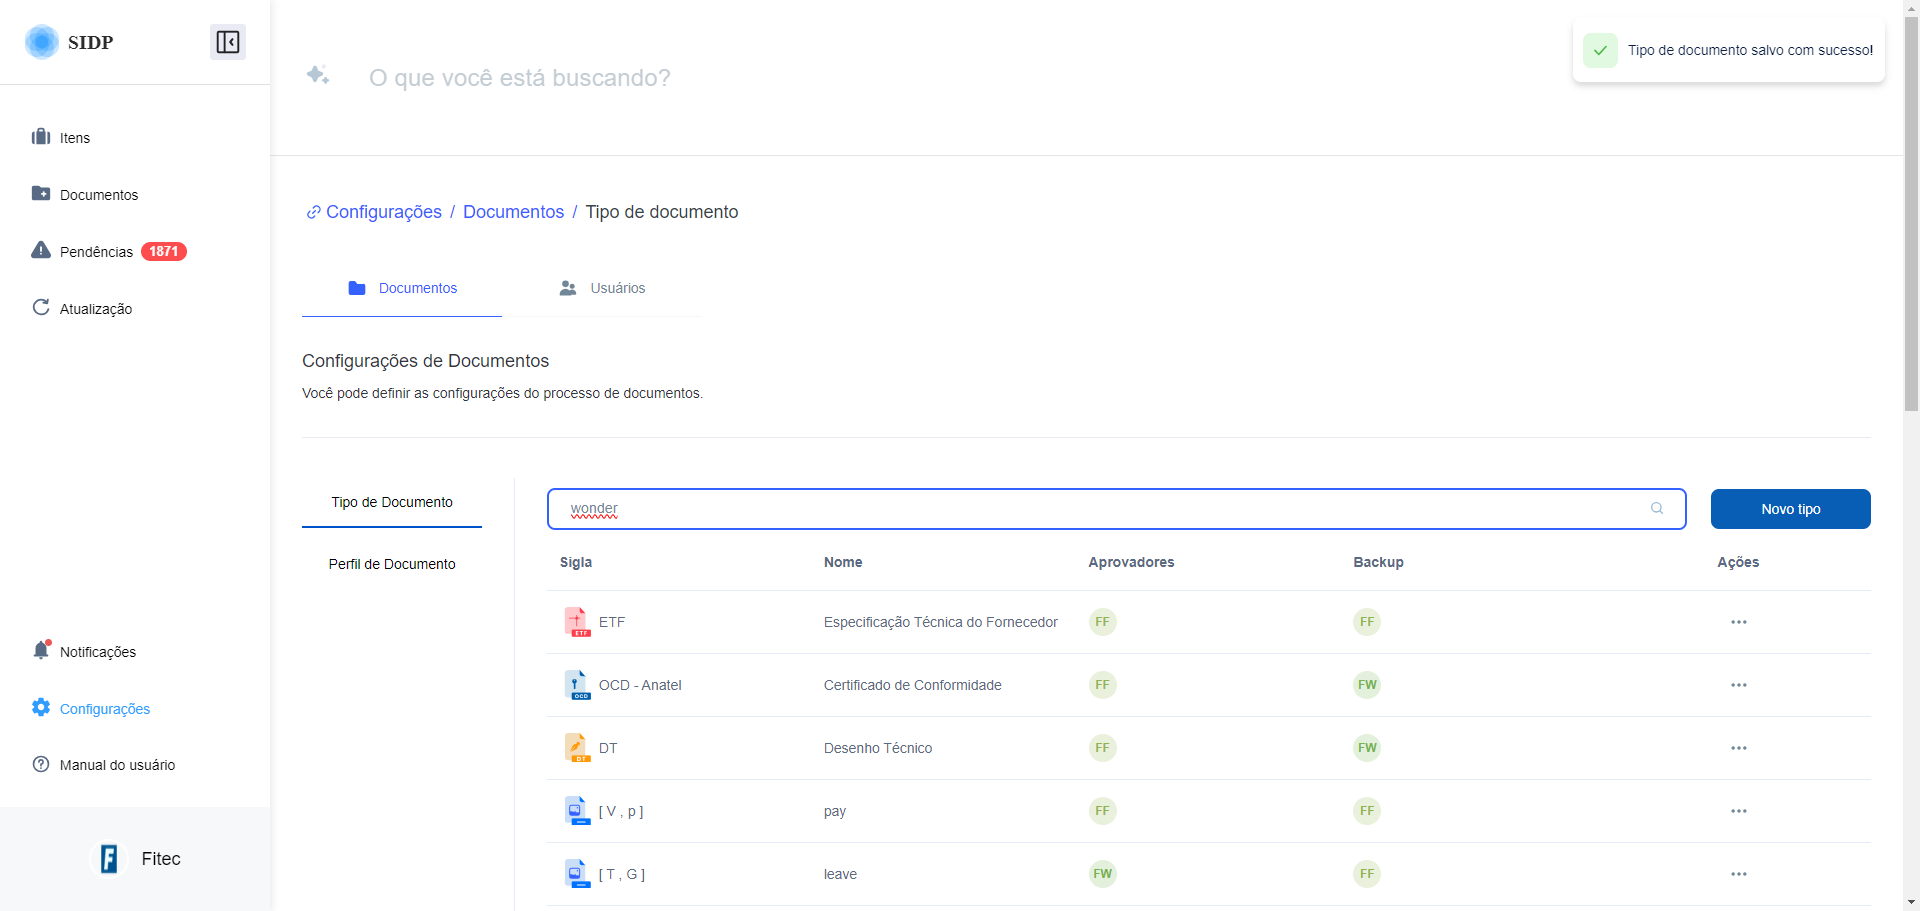 SIDP
O que você está buscando?
Tipo de documento salvo com sucesso!
Itens
Documentos
Pendências 1871
Atualização
Configurações / Documentos / Tipo de documento
Documentos Usuários
Configurações de Documentos
Você pode definir as configurações do processo de documentos.
Tipo de Documento
Perfil de Documento
wonder
Novo tipo
Sigla Nome Aprovadores Backup Ações
ETF ETF Especificação Técnica do Fornecedor FF FF
OCD OCD - Anatel Certificado de Conformidade FF FW
DT DT Desenho Técnico FF FW
[ V , p ] pay FF FF
[ T , G ] leave FW FF
Notificações
Configurações
Manual do usuário
F Fitec